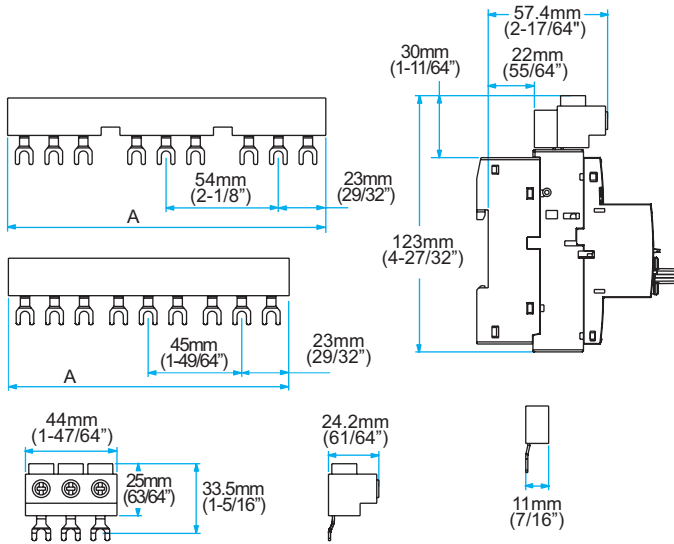 57.4mm
(2-17/64")
30mm
(1-11/64”)
22mm
(55/64”)
54mm
(2-1/8”)
23mm
(29/32”)
A
123mm
(4-27/32”)
45mm
(1-49/64”)
23mm
(29/32”)
A
44mm
(1-47/64”)
25mm
(63/64”)
33.5mm
(1-5/16”)
24.2mm
(61/64”)
11mm
(7/16”)